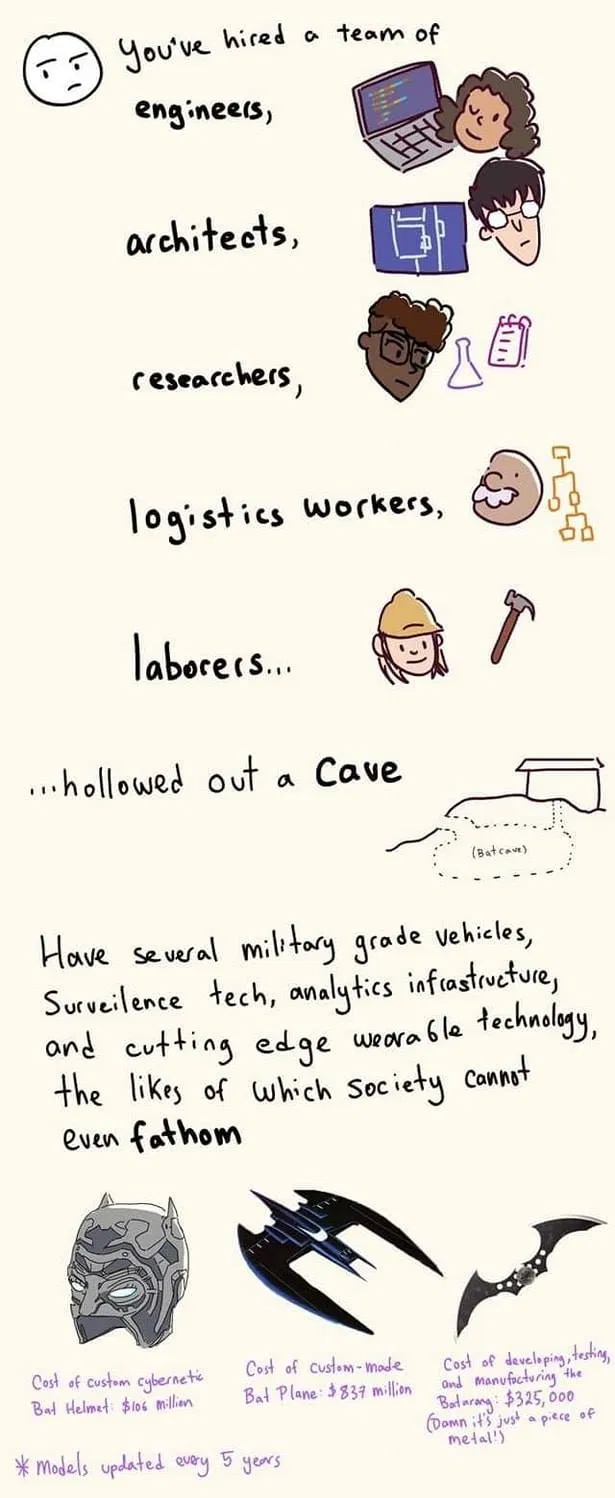 You've hired a team of
engineers,
architects,
researchers,
logistics workers,
laborers...
...hollowed out a Cave
(Batcave)
Have several military grade vehicles,
Surveilence tech, analytics infrastructure,
and cutting edge wearable technology,
the likes of which society cannot
even fathom
Cost of custom cybernetic
Bat Helmet: $106 million
Cost of custom-made
Bat Plane: $837 million
Cost of developing, testing,
and manufacturing the
Batarang: $325,000
(Damn it's just a piece of
metal!)
* Models updated every 5 years